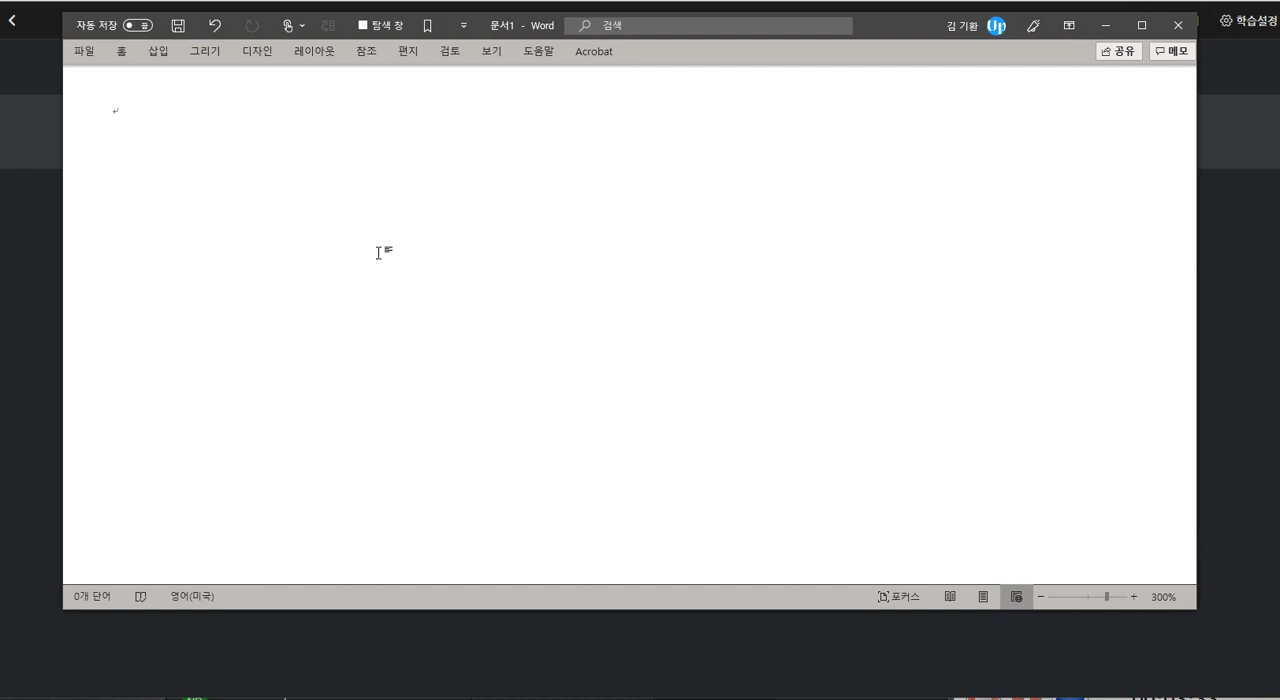 자동 저장 끔 탐색 창 문서1 - Word 검색 김 기환 Up 학습설정
파일 홈 삽입 그리기 디자인 레이아웃 참조 편지 검토 보기 도움말 Acrobat 공유 메모
0개 단어 영어(미국) 포커스 300%